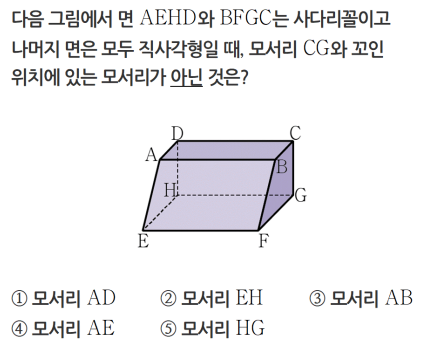 다음 그림에서 면 AEHD와 BFGC는 사다리꼴이고
나머지 면은 모두 직사각형일 때, 모서리 CG와 꼬인
위치에 있는 모서리가 아닌 것은?
D C
A B
H G
E F
① 모서리 AD ② 모서리 EH ③ 모서리 AB
④ 모서리 AE ⑤ 모서리 HG